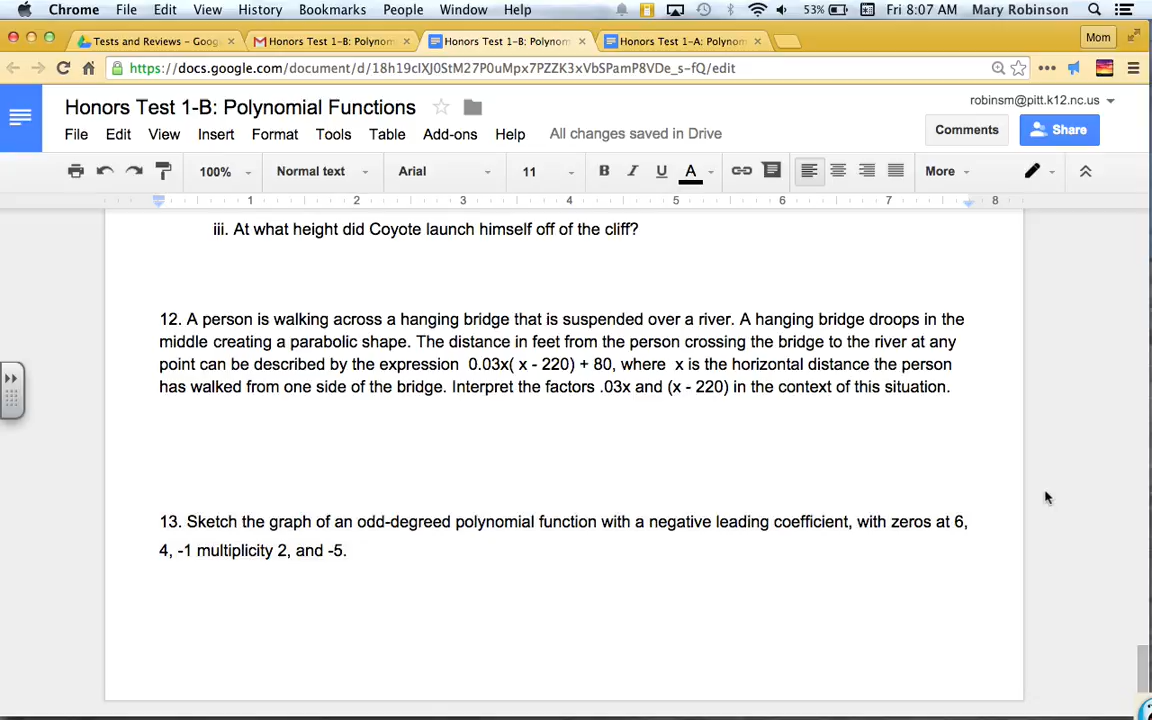 Chrome File Edit View History Bookmarks People Window Help 53% Fri 8:07 AM Mary Robinson
Tests and Reviews - Goog
Honors Test 1-B: Polynom
Honors Test 1-B: Polynom
Honors Test 1-A: Polynom
Mom
https://docs.google.com/document/d/18h19cIXJ0StM27P0uMpx7PZZK3xVbSPamP8VDe_s-fQ/edit
Honors Test 1-B: Polynomial Functions
robinsm@pitt.k12.nc.us
File Edit View Insert Format Tools Table Add-ons Help All changes saved in Drive
Comments Share
100% Normal text Arial 11 B I U A More
1 2 3 4 5 6 7 8
iii. At what height did Coyote launch himself off of the cliff?
12. A person is walking across a hanging bridge that is suspended over a river. A hanging bridge droops in the
middle creating a parabolic shape. The distance in feet from the person crossing the bridge to the river at any
point can be described by the expression 0.03x( x - 220) + 80, where x is the horizontal distance the person
has walked from one side of the bridge. Interpret the factors .03x and (x - 220) in the context of this situation.
13. Sketch the graph of an odd-degreed polynomial function with a negative leading coefficient, with zeros at 6,
4, -1 multiplicity 2, and -5.